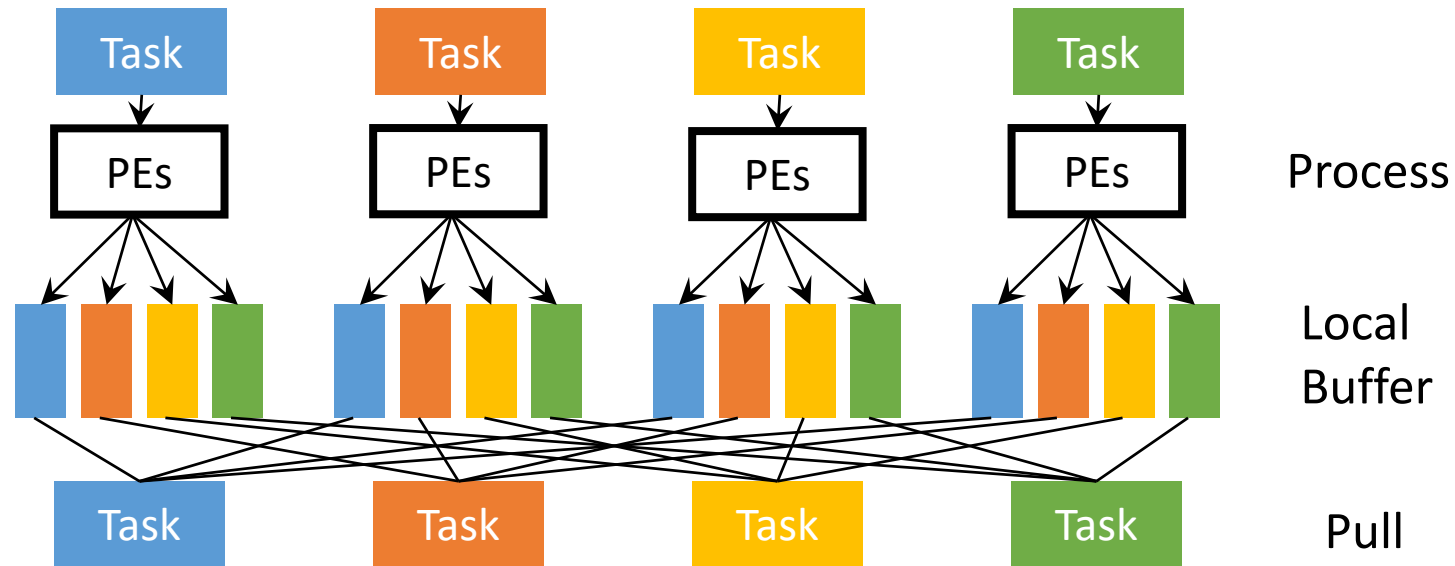 Task Task Task Task
PEs PEs PEs PEs Process
Local
Buffer
Task Task Task Task Pull